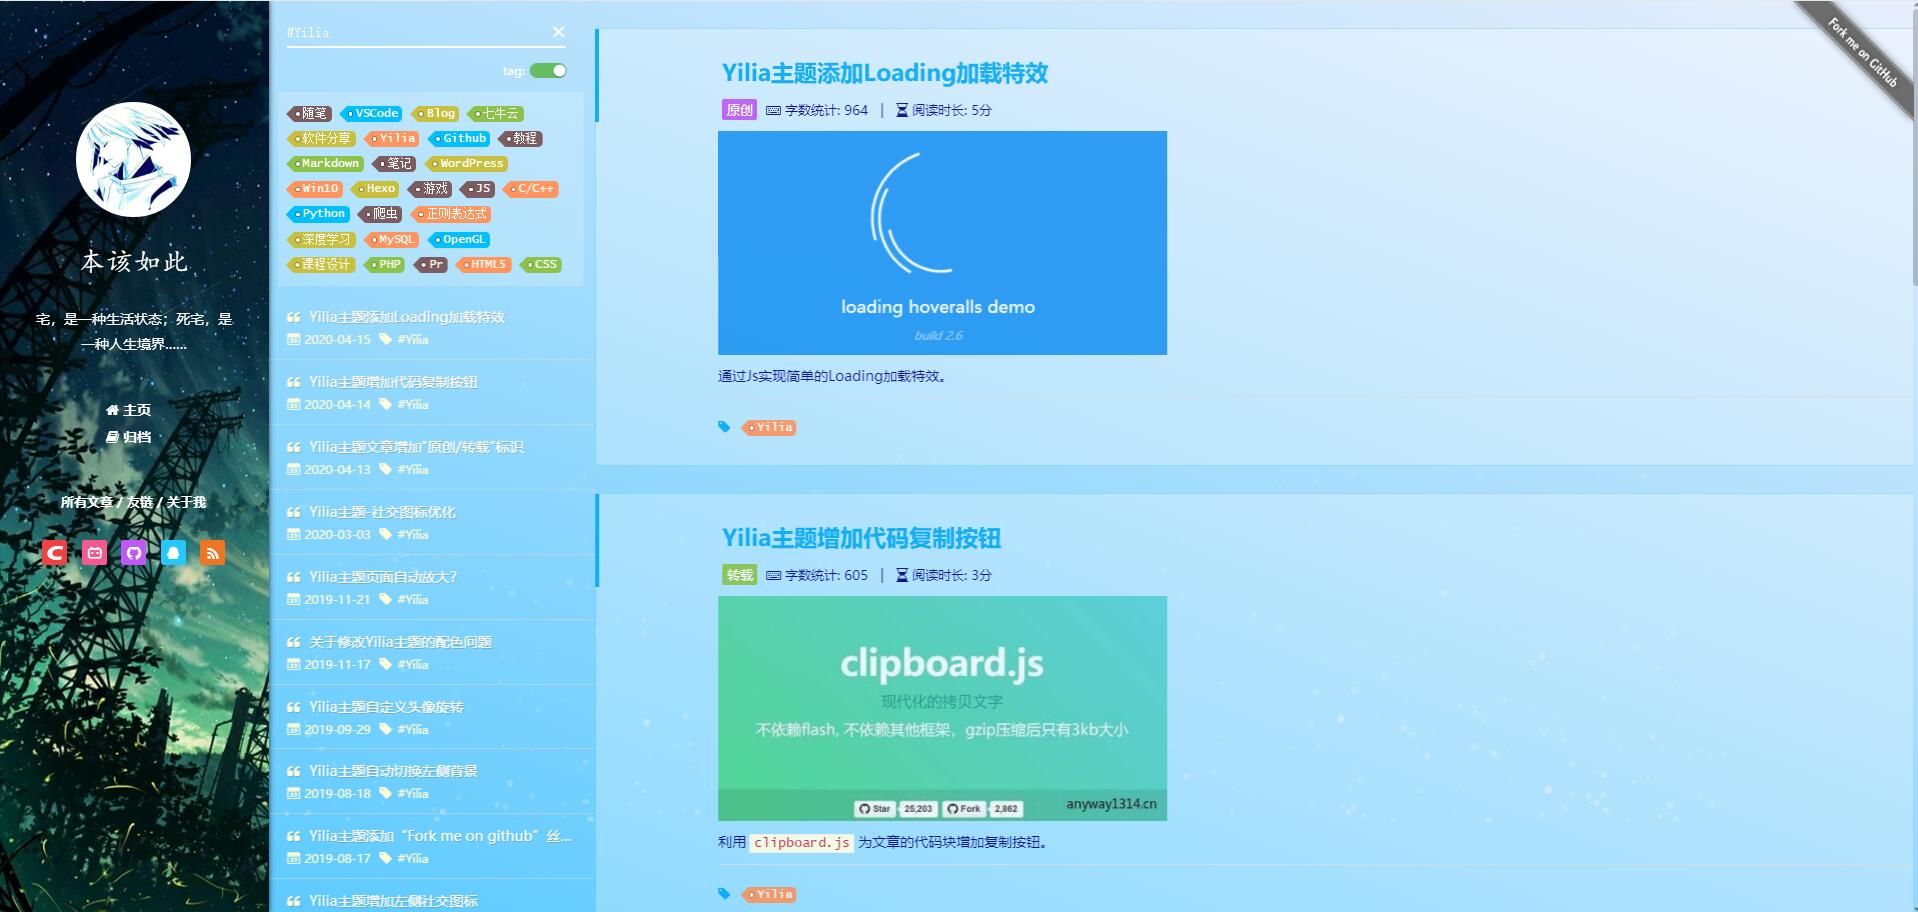 本该如此
宅，是一种生活状态；死宅，是
一种人生境界……
主页
归档
所有文章 / 友链 / 关于我
#Yilia
tag:
随笔 VSCode Blog 七牛云
软件分享 Yilia Github 教程
Markdown 笔记 WordPress
Win10 Hexo 游戏 JS C/C++
Python 爬虫 正则表达式
深度学习 MySQL OpenGL
课程设计 PHP Pr HTML5 CSS
Yilia主题添加Loading加载特效
2020-04-15 #Yilia
Yilia主题增加代码复制按钮
2020-04-14 #Yilia
Yilia主题文章增加"原创/转载"标识
2020-04-13 #Yilia
Yilia主题-社交图标优化
2020-03-03 #Yilia
Yilia主题页面自动放大?
2019-11-21 #Yilia
关于修改Yilia主题的配色问题
2019-11-17 #Yilia
Yilia主题自定义头像旋转
2019-09-29 #Yilia
Yilia主题自动切换左侧背景
2019-08-18 #Yilia
Yilia主题添加“Fork me on github”丝...
2019-08-17 #Yilia
Yilia主题增加左侧社交图标
Fork me on GitHub
Yilia主题添加Loading加载特效
原创 字数统计: 964 | 阅读时长: 5分
loading hoveralls demo
build 2.6
通过Js实现简单的Loading加载特效。
Yilia
Yilia主题增加代码复制按钮
转载 字数统计: 605 | 阅读时长: 3分
clipboard.js
现代化的拷贝文字
不依赖flash, 不依赖其他框架，gzip压缩后只有3kb大小
Star 25,203 Fork 2,862
anyway1314.cn
利用 clipboard.js 为文章的代码块增加复制按钮。
Yilia